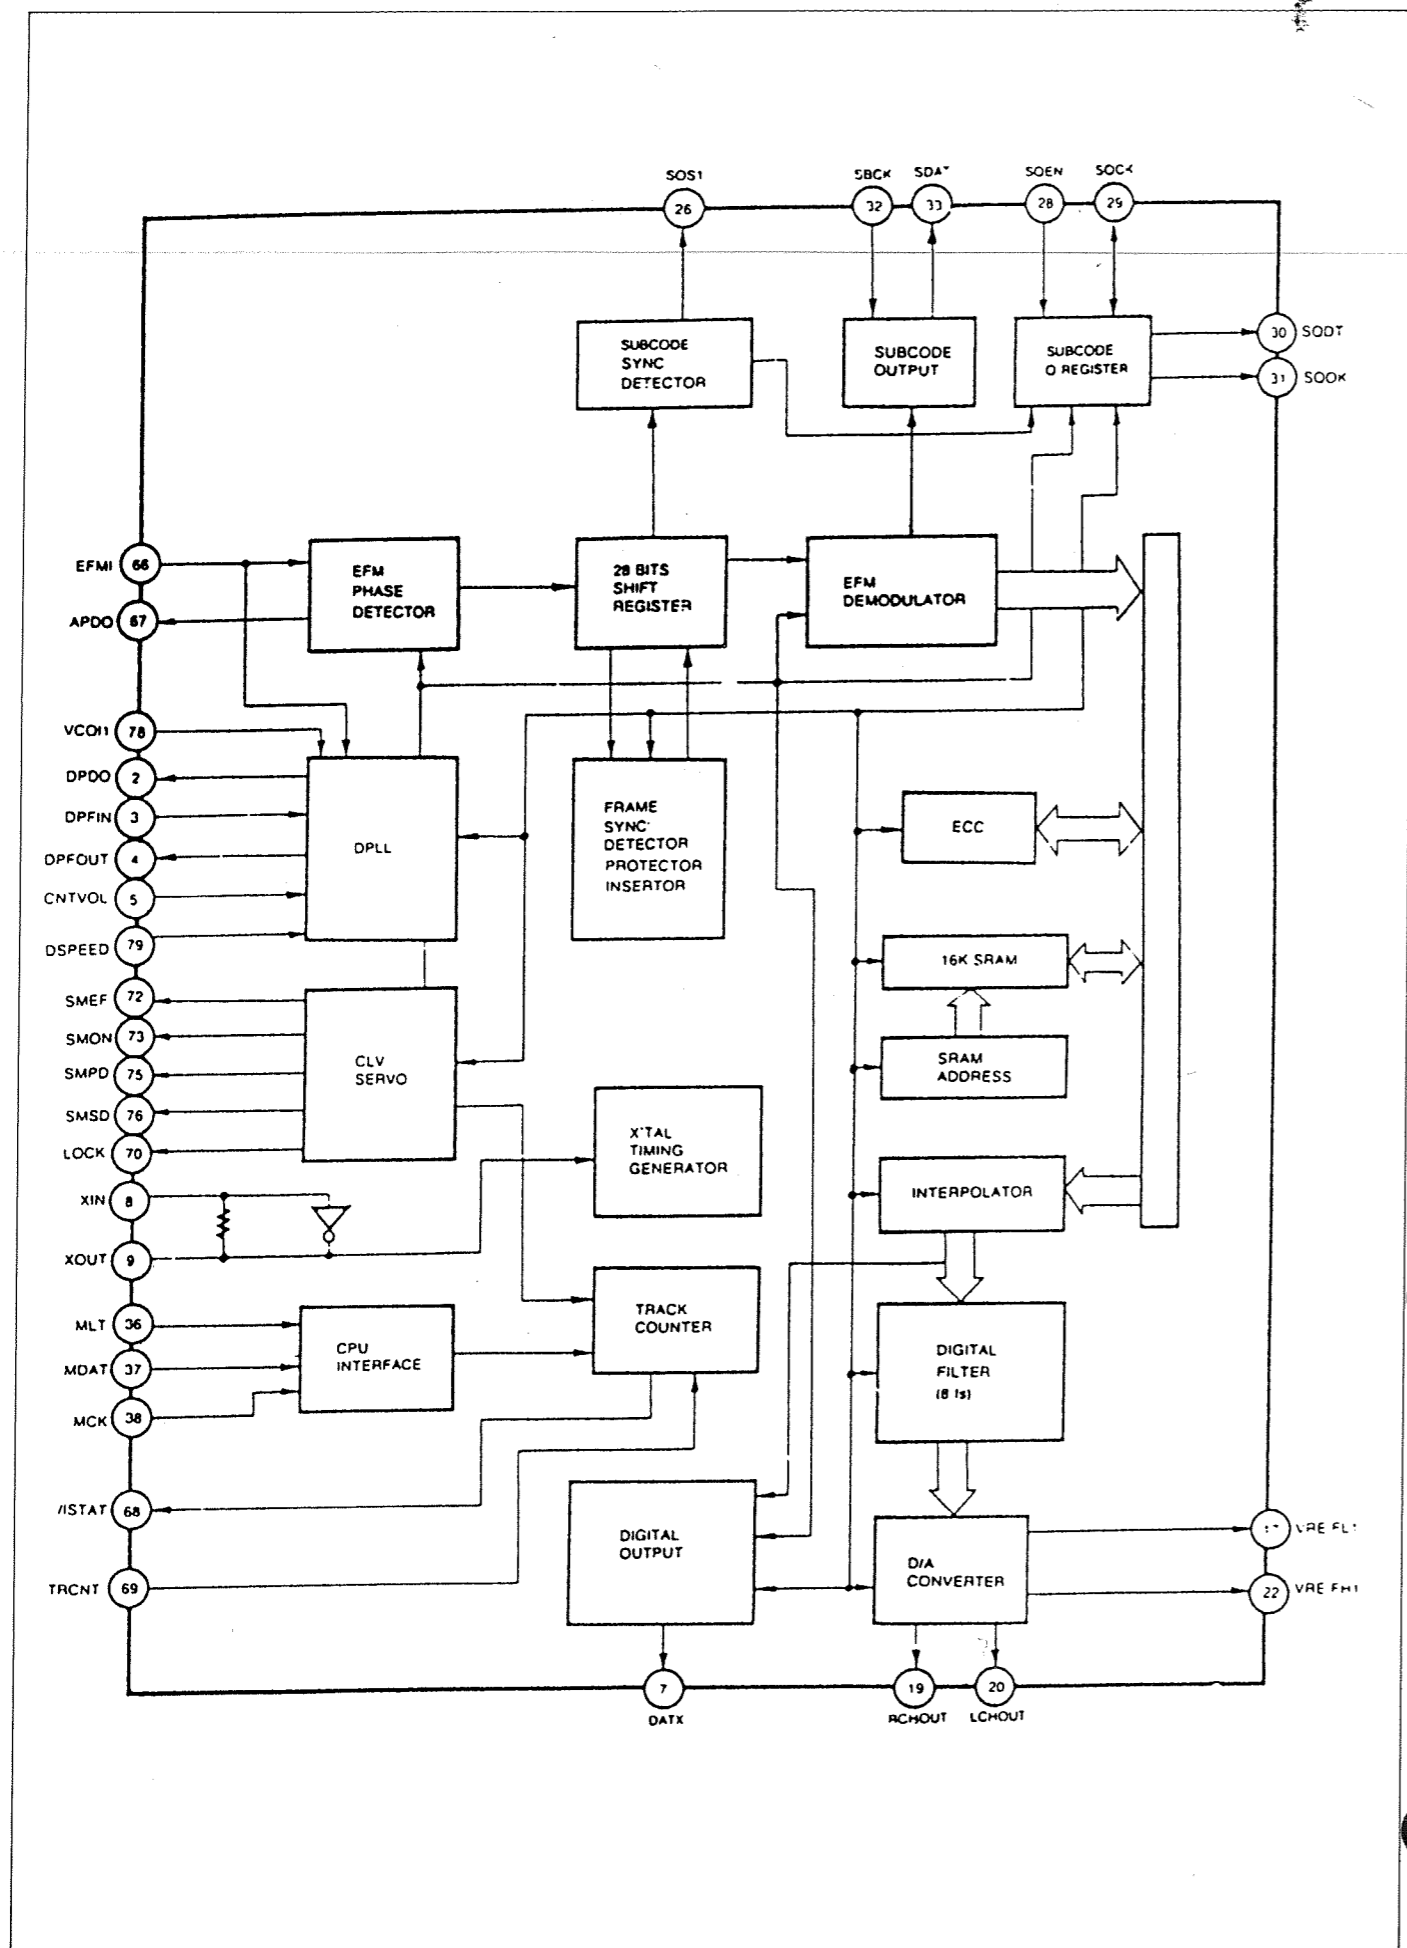 SOS1
26
SBCK
32
SDAT
33
SOEN
28
SOCK
29
SUBCODE
SYNC
DETECTOR
SUBCODE
OUTPUT
SUBCODE
Q REGISTER
30 SODT
31 SOOK
EFMI 66
APDO 67
EFM
PHASE
DETECTOR
28 BITS
SHIFT
REGISTER
EFM
DEMODULATOR
VCOI1 78
DPDO 2
DPFIN 3
DPFOUT 4
CNTVOL 5
DSPEED 79
DPLL
FRAME
SYNC
DETECTOR
PROTECTOR
INSERTOR
ECC
16K SRAM
SRAM
ADDRESS
SMEF 72
SMON 73
SMPD 75
SMSD 76
LOCK 70
CLV
SERVO
X'TAL
TIMING
GENERATOR
INTERPOLATOR
XIN 8
XOUT 9
MLT 36
MDAT 37
MCK 38
CPU
INTERFACE
TRACK
COUNTER
DIGITAL
FILTER
(8 fs)
/ISTAT 68
TRCNT 69
DIGITAL
OUTPUT
D/A
CONVERTER
17 VREFL1
22 VREFH1
7
DATX
19
RCHOUT
20
LCHOUT